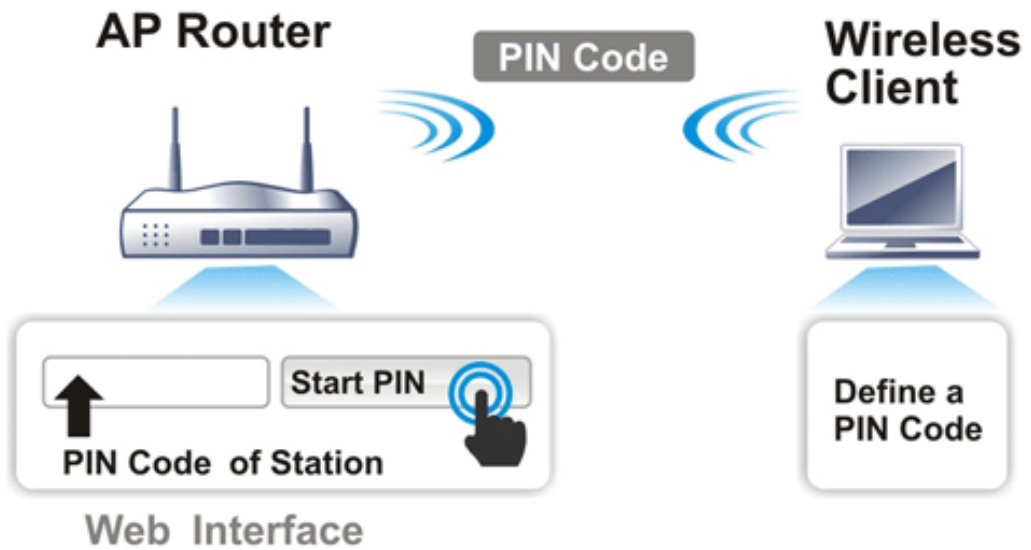 AP Router
PIN Code
Wireless
Client
Start PIN
PIN Code of Station
Define a
PIN Code
Web Interface